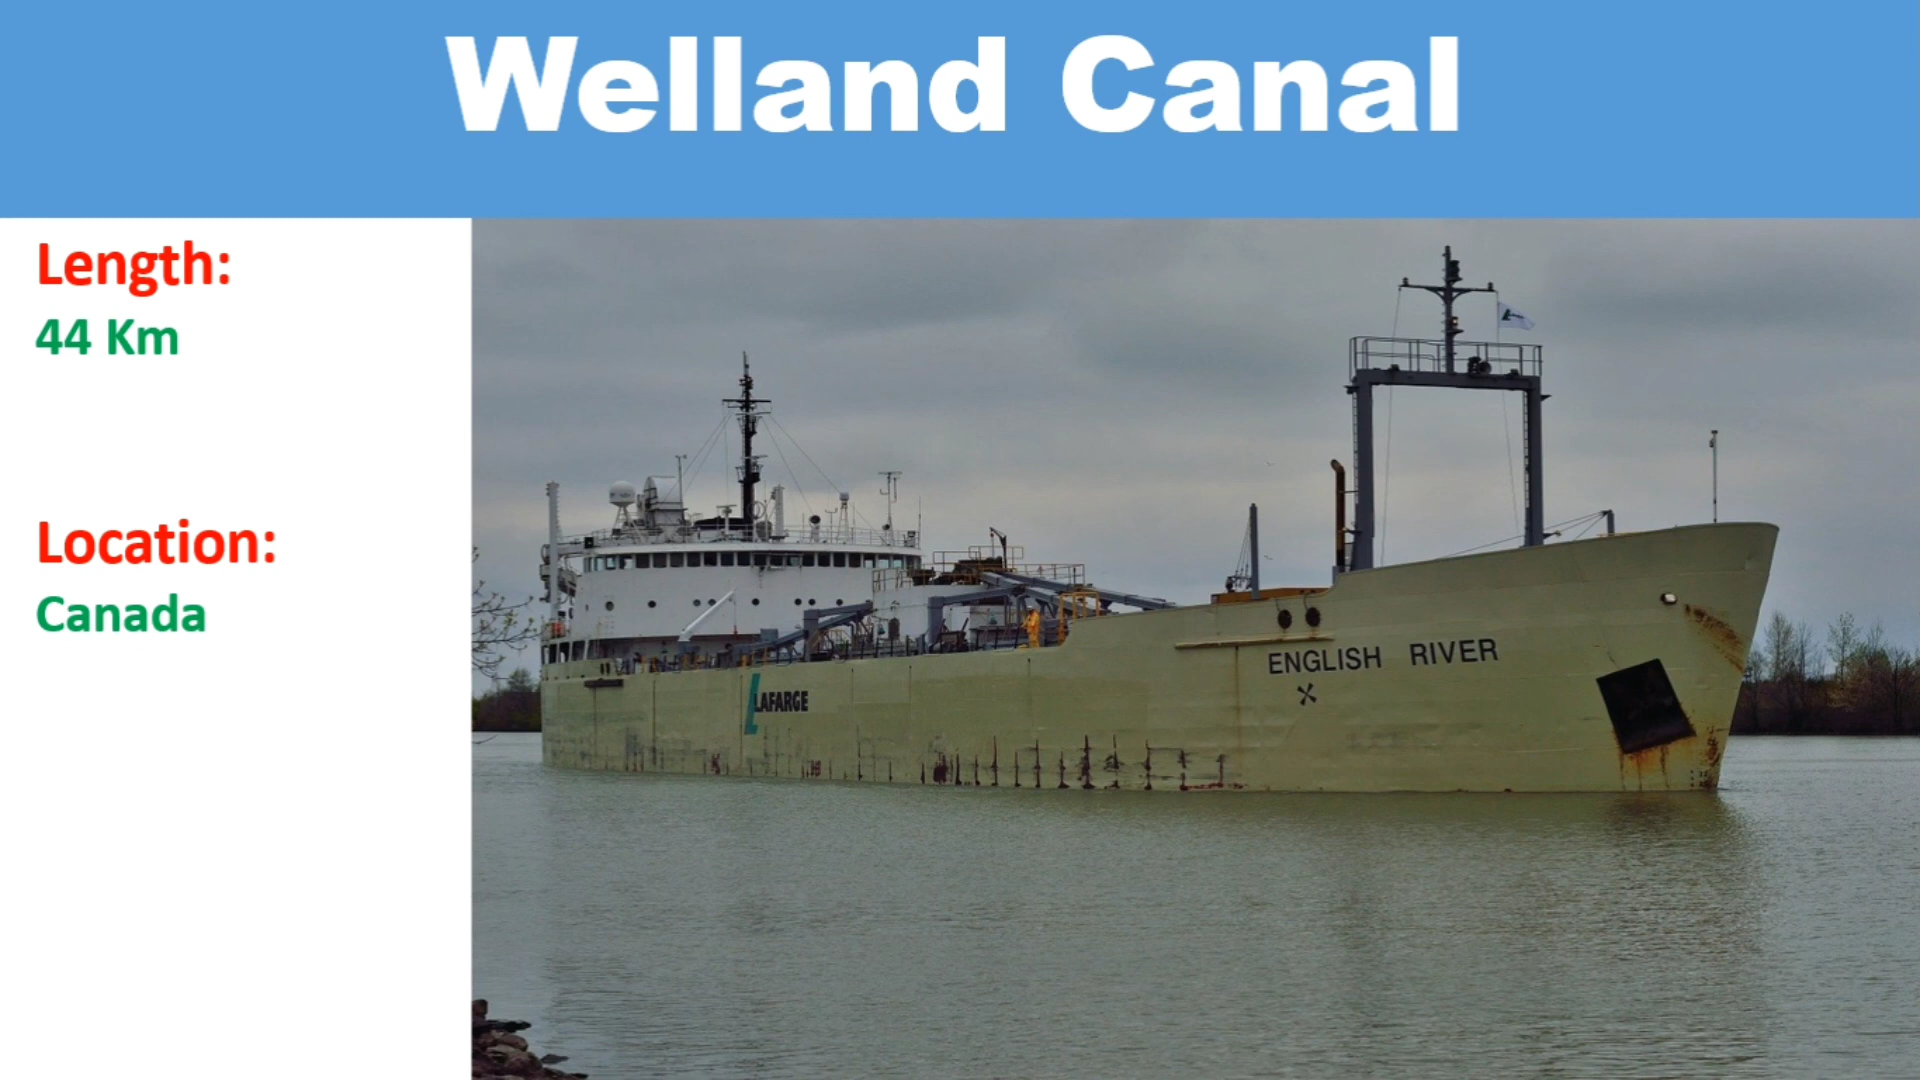 Welland Canal
Length:
44 Km
Location:
Canada
ENGLISH RIVER
LAFARGE